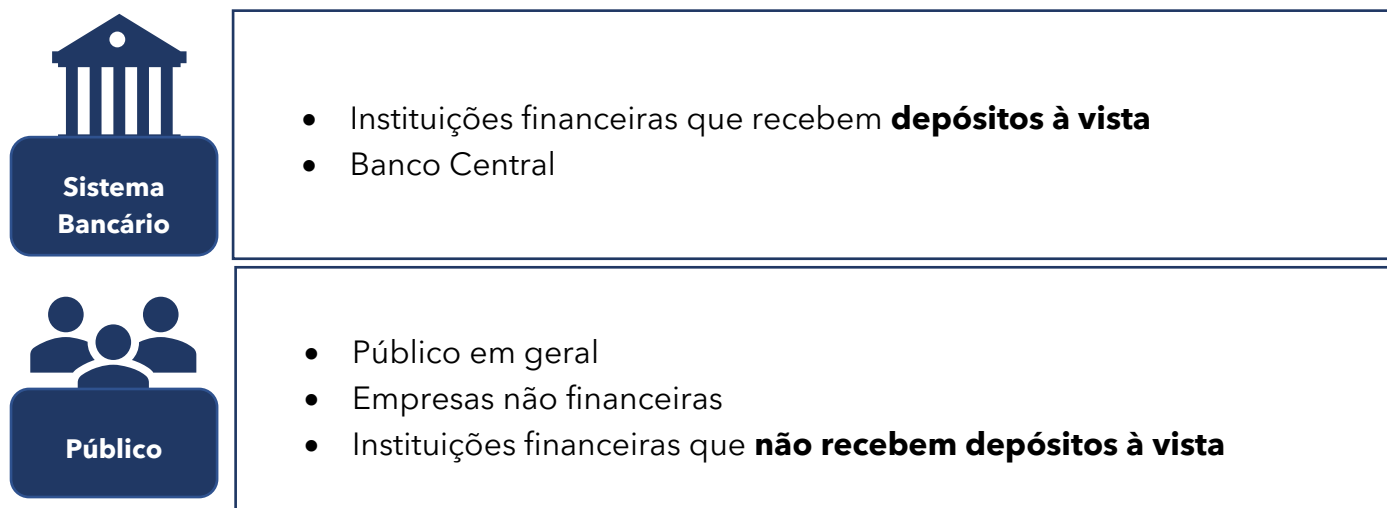 Sistema
Bancário
• Instituições financeiras que recebem depósitos à vista
• Banco Central
Público
• Público em geral
• Empresas não financeiras
• Instituições financeiras que não recebem depósitos à vista